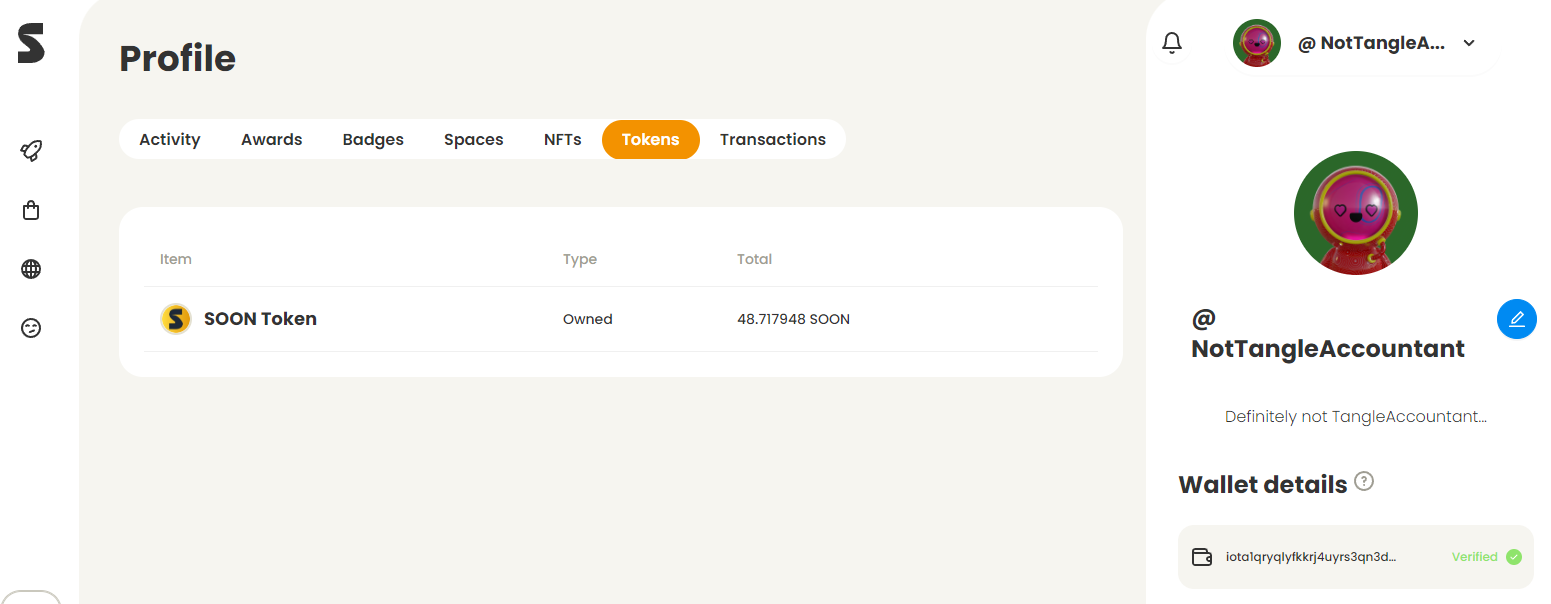 Profile
@ NotTangleA...
Activity Awards Badges Spaces NFTs Tokens Transactions
Item Type Total
SOON Token Owned 48.717948 SOON
@
NotTangleAccountant
Definitely not TangleAccountant...
Wallet details ?
iota1qryqlyfkkrj4uyrs3qn3d... Verified